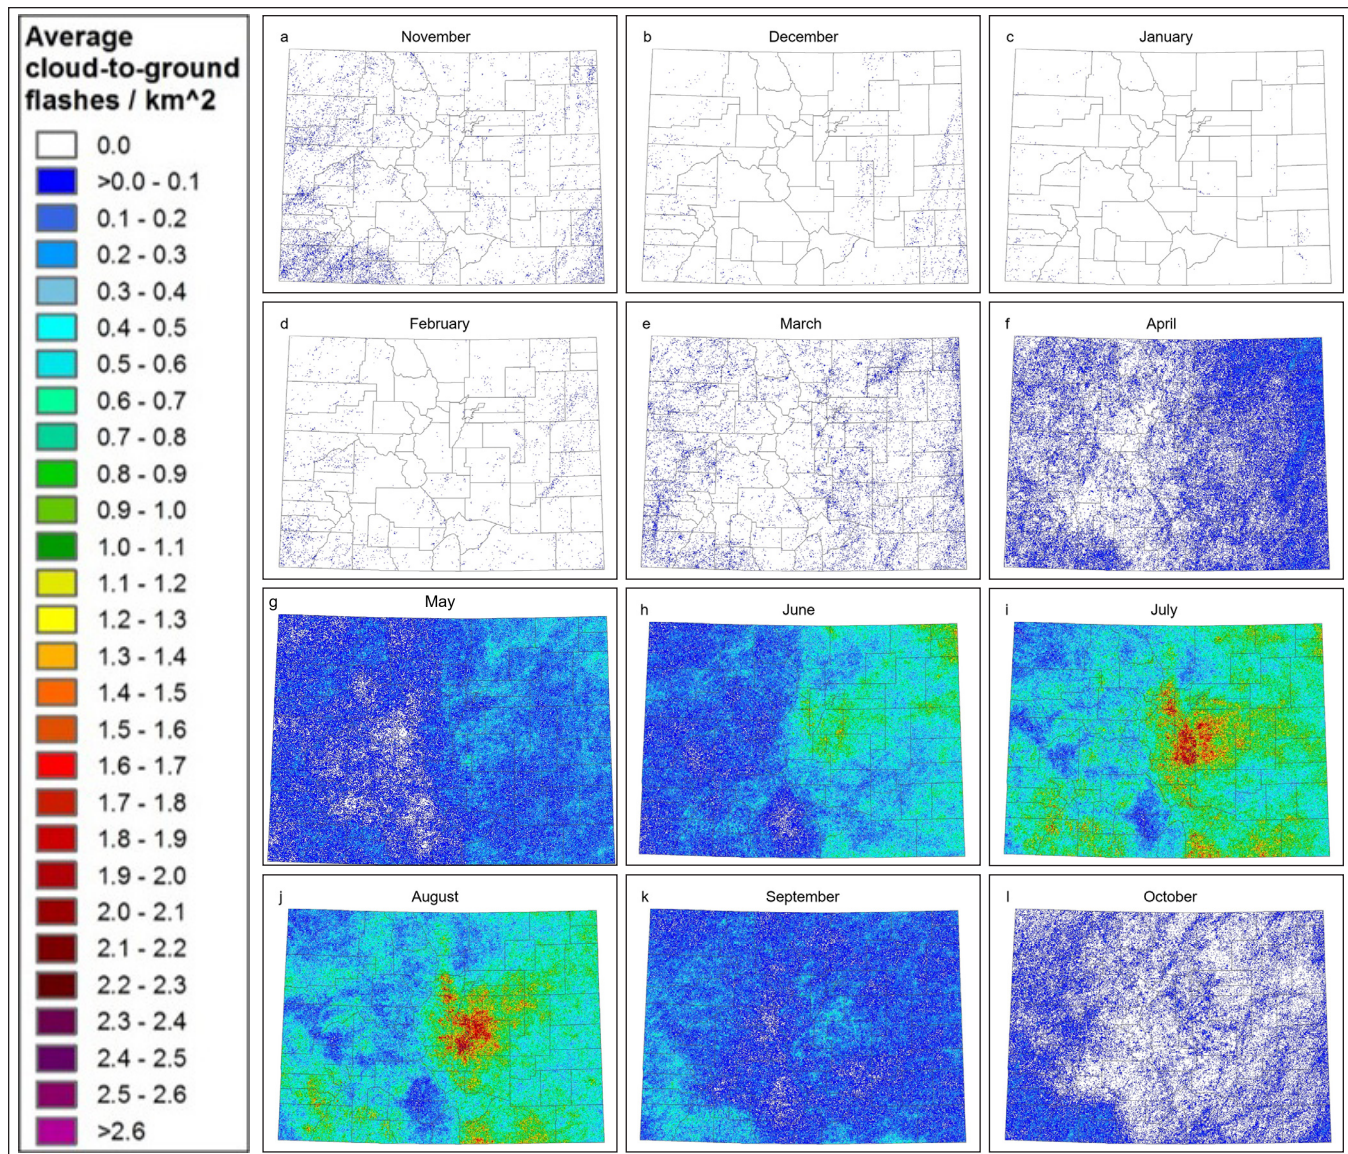 Average
cloud-to-ground
flashes / km^2
0.0
>0.0 - 0.1
0.1 - 0.2
0.2 - 0.3
0.3 - 0.4
0.4 - 0.5
0.5 - 0.6
0.6 - 0.7
0.7 - 0.8
0.8 - 0.9
0.9 - 1.0
1.0 - 1.1
1.1 - 1.2
1.2 - 1.3
1.3 - 1.4
1.4 - 1.5
1.5 - 1.6
1.6 - 1.7
1.7 - 1.8
1.8 - 1.9
1.9 - 2.0
2.0 - 2.1
2.1 - 2.2
2.2 - 2.3
2.3 - 2.4
2.4 - 2.5
2.5 - 2.6
>2.6
a November
b December
c January
d February
e March
f April
g May
h June
i July
j August
k September
l October